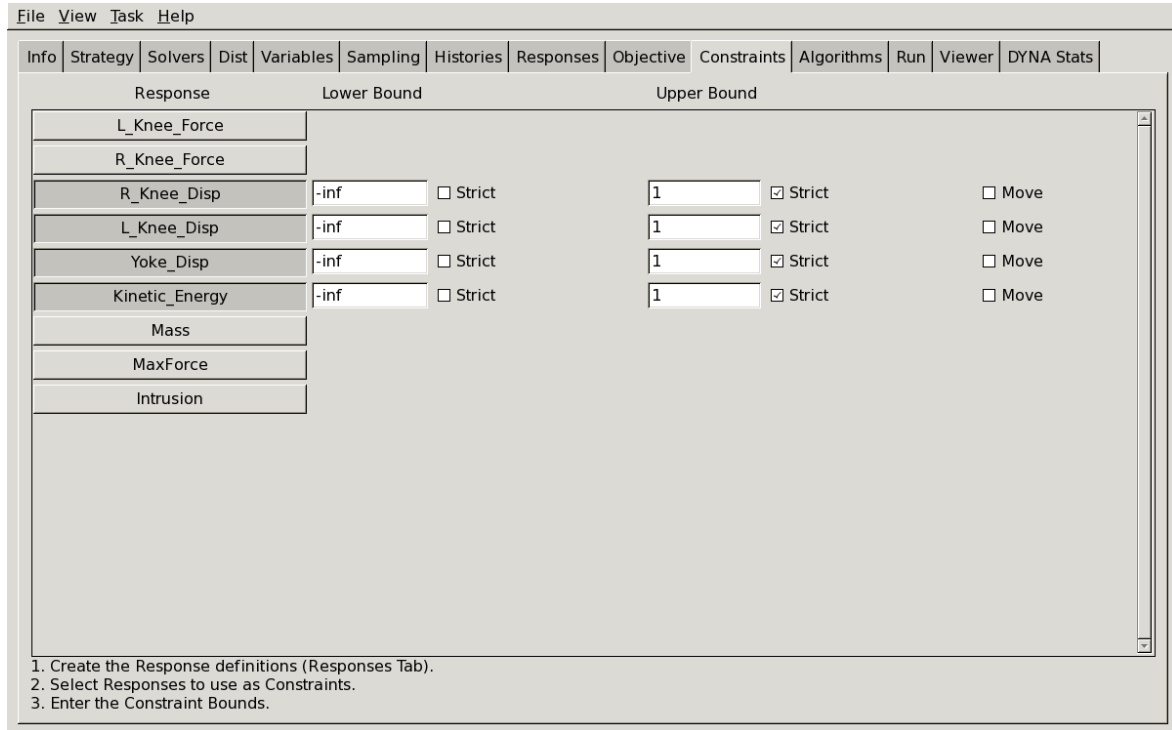 File View Task Help
Info Strategy Solvers Dist Variables Sampling Histories Responses Objective Constraints Algorithms Run Viewer DYNA Stats
Response Lower Bound Upper Bound
L_Knee_Force
R_Knee_Force
R_Knee_Disp -inf Strict 1 Strict Move
L_Knee_Disp -inf Strict 1 Strict Move
Yoke_Disp -inf Strict 1 Strict Move
Kinetic_Energy -inf Strict 1 Strict Move
Mass
MaxForce
Intrusion
1. Create the Response definitions (Responses Tab).
2. Select Responses to use as Constraints.
3. Enter the Constraint Bounds.